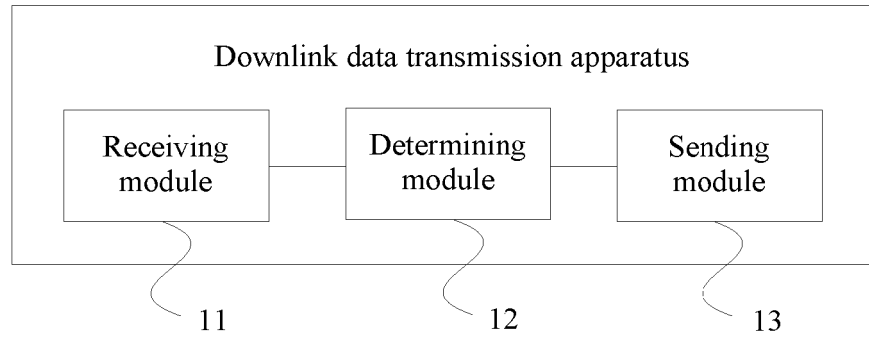 Downlink data transmission apparatus
Receiving
module
Determining
module
Sending
module
11
12
13